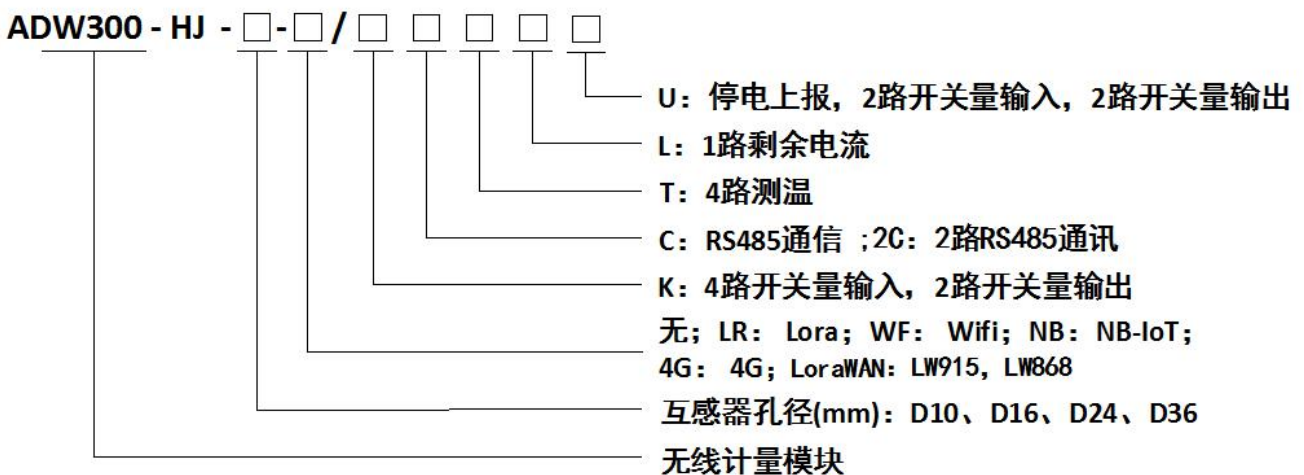 ADW300 - HJ - □ - □ / □ □ □ □ □
U：停电上报，2路开关量输入，2路开关量输出
L：1路剩余电流
T：4路测温
C：RS485通信 ;2C：2路RS485通讯
K：4路开关量输入，2路开关量输出
无；LR： Lora；WF： Wifi；NB：NB-IoT；
4G： 4G；LoraWAN：LW915，LW868
互感器孔径(mm)：D10、D16、D24、D36
无线计量模块